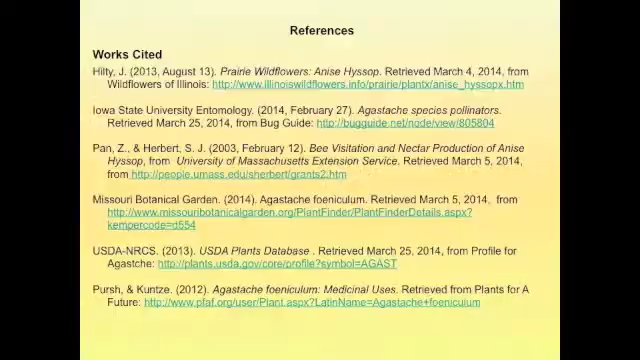 References
Works Cited
Hilty, J. (2013, August 13). Prairie Wildflowers: Anise Hyssop. Retrieved March 4, 2014, from
Wildflowers of Illinois: http://www.illinoiswildflowers.info/prairie/plantx/anise_hyssopx.htm
Iowa State University Entomology. (2014, February 27). Agastache species pollinators.
Retrieved March 25, 2014, from Bug Guide: http://bugguide.net/node/view/805804
Pan, Z., & Herbert, S. J. (2003, February 12). Bee Visitation and Nectar Production of Anise
Hyssop, from University of Massachusetts Extension Service. Retrieved March 5, 2014,
from http://people.umass.edu/sherbert/grants2.htm
Missouri Botanical Garden. (2014). Agastache foeniculum. Retrieved March 5, 2014, from
http://www.missouribotanicalgarden.org/PlantFinder/PlantFinderDetails.aspx?
kempercode=d554
USDA-NRCS. (2013). USDA Plants Database . Retrieved March 25, 2014, from Profile for
Agastche: http://plants.usda.gov/core/profile?symbol=AGAST
Pursh, & Kuntze. (2012). Agastache foeniculum: Medicinal Uses. Retrieved from Plants for A
Future: http://www.pfaf.org/user/Plant.aspx?LatinName=Agastache+foeniculum